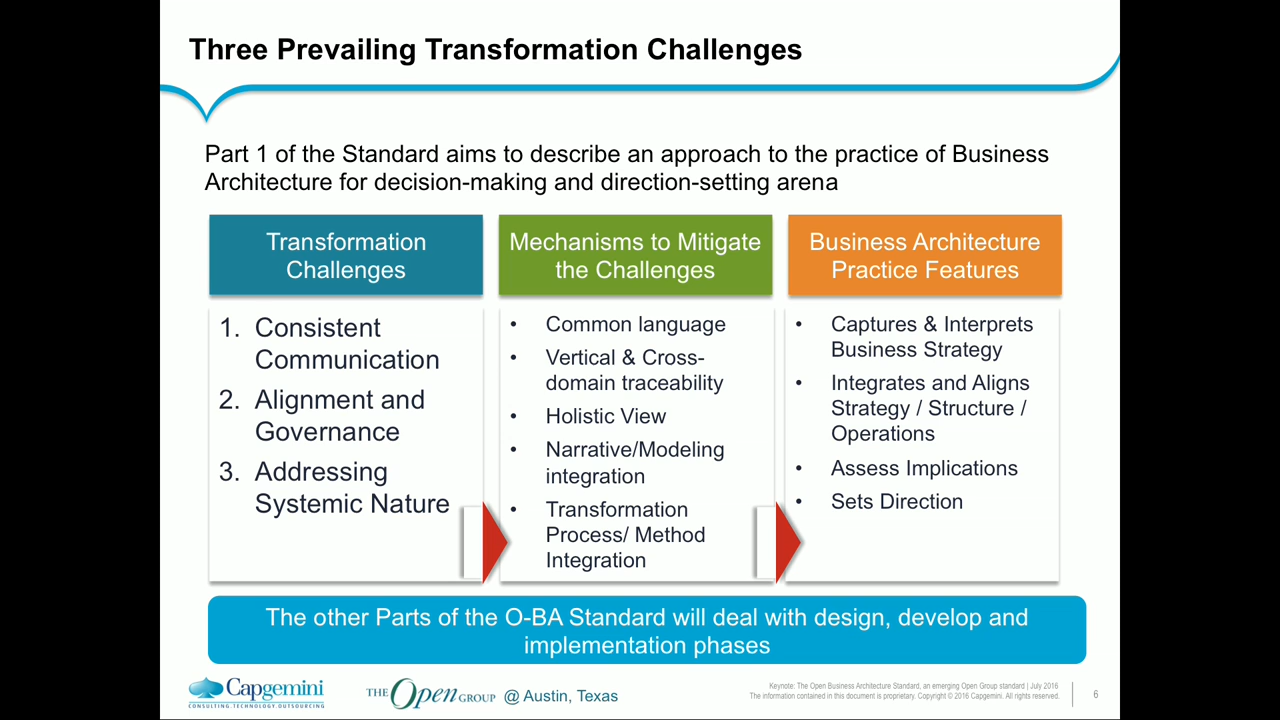 Three Prevailing Transformation Challenges
Part 1 of the Standard aims to describe an approach to the practice of Business
Architecture for decision-making and direction-setting arena
Transformation
Challenges
1. Consistent
Communication
2. Alignment and
Governance
3. Addressing
Systemic Nature
Mechanisms to Mitigate
the Challenges
• Common language
• Vertical & Cross-
domain traceability
• Holistic View
• Narrative/Modeling
integration
• Transformation
Process/ Method
Integration
Business Architecture
Practice Features
• Captures & Interprets
Business Strategy
• Integrates and Aligns
Strategy / Structure /
Operations
• Assess Implications
• Sets Direction
The other Parts of the O-BA Standard will deal with design, develop and
implementation phases
Capgemini
CONSULTING.TECHNOLOGY.OUTSOURCING
THE Open GROUP @ Austin, Texas
Keynote: The Open Business Architecture Standard, an emerging Open Group standard | July 2016
The information contained in this document is proprietary. Copyright © 2016 Capgemini. All rights reserved.
6